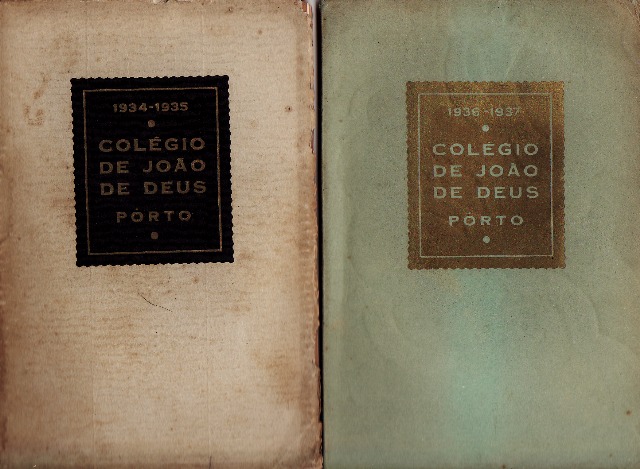 1934-1935
COLÉGIO
DE JOÃO
DE DEUS
PÔRTO
1936-1937
COLÉGIO
DE JOÃO
DE DEUS
PÔRTO